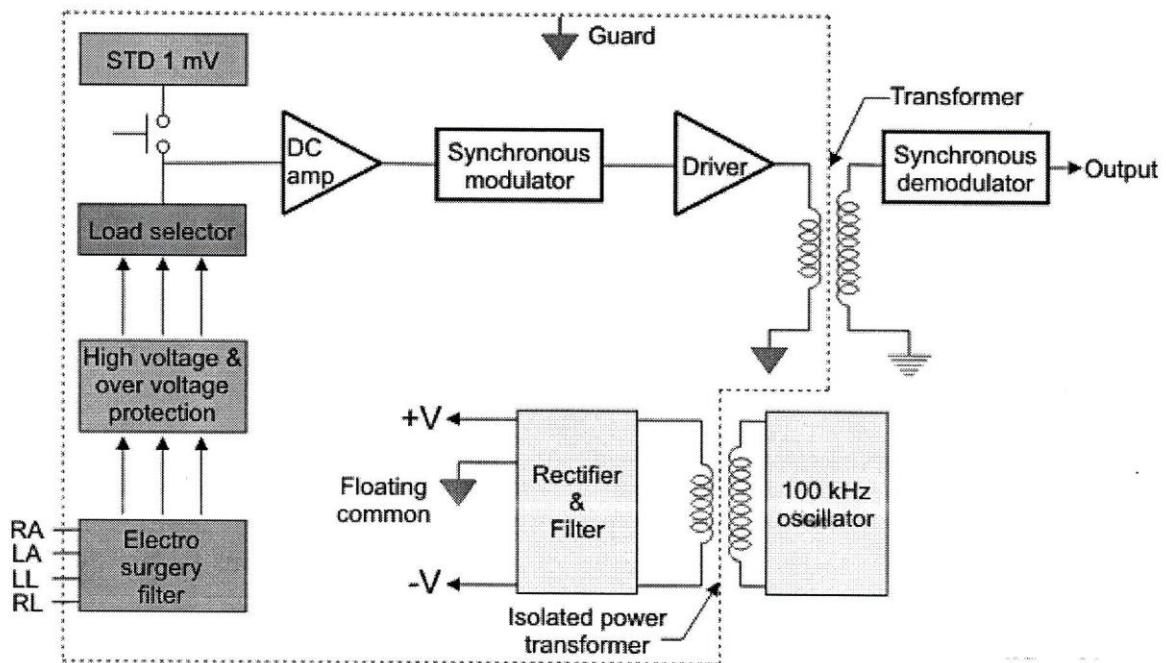 Guard
STD 1 mV
Transformer
DC
amp
Synchronous
modulator
Driver
Synchronous
demodulator
Output
Load selector
High voltage &
over voltage
protection
+V
Floating
common
-V
Rectifier
&
Filter
100 kHz
oscillator
RA
LA
LL
RL
Electro
surgery
filter
Isolated power
transformer